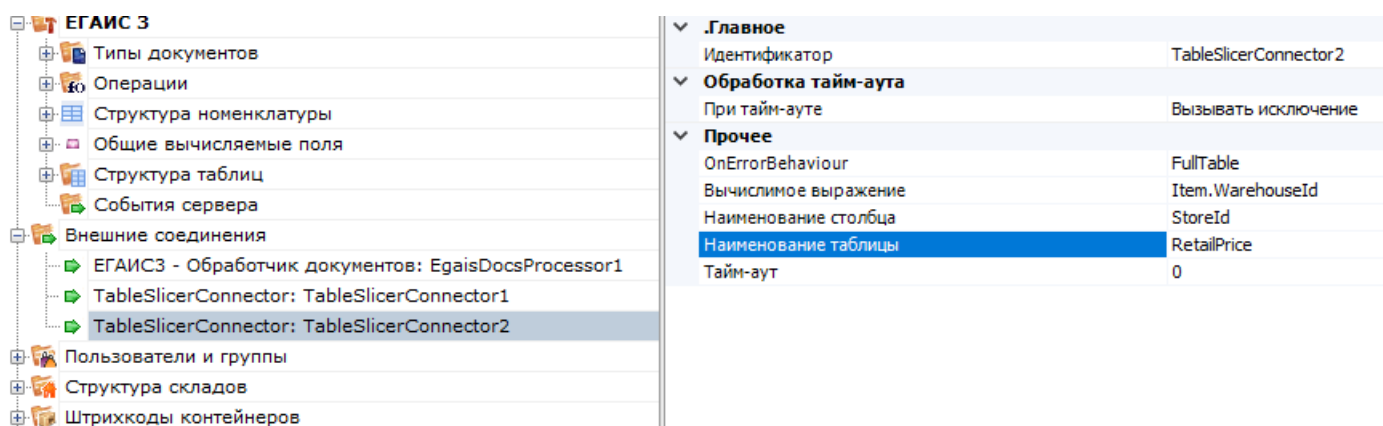 ЕГАИС 3
Типы документов
Операции
Структура номенклатуры
Общие вычисляемые поля
Структура таблиц
События сервера
Внешние соединения
ЕГАИС3 - Обработчик документов: EgaisDocsProcessor1
TableSlicerConnector: TableSlicerConnector1
TableSlicerConnector: TableSlicerConnector2
Пользователи и группы
Структура складов
Штрихкоды контейнеров
.Главное
Идентификатор TableSlicerConnector2
Обработка тайм-аута
При тайм-ауте Вызывать исключение
Прочее
OnErrorBehaviour FullTable
Вычислимое выражение Item.WarehouseId
Наименование столбца StoreId
Наименование таблицы RetailPrice
Тайм-аут 0